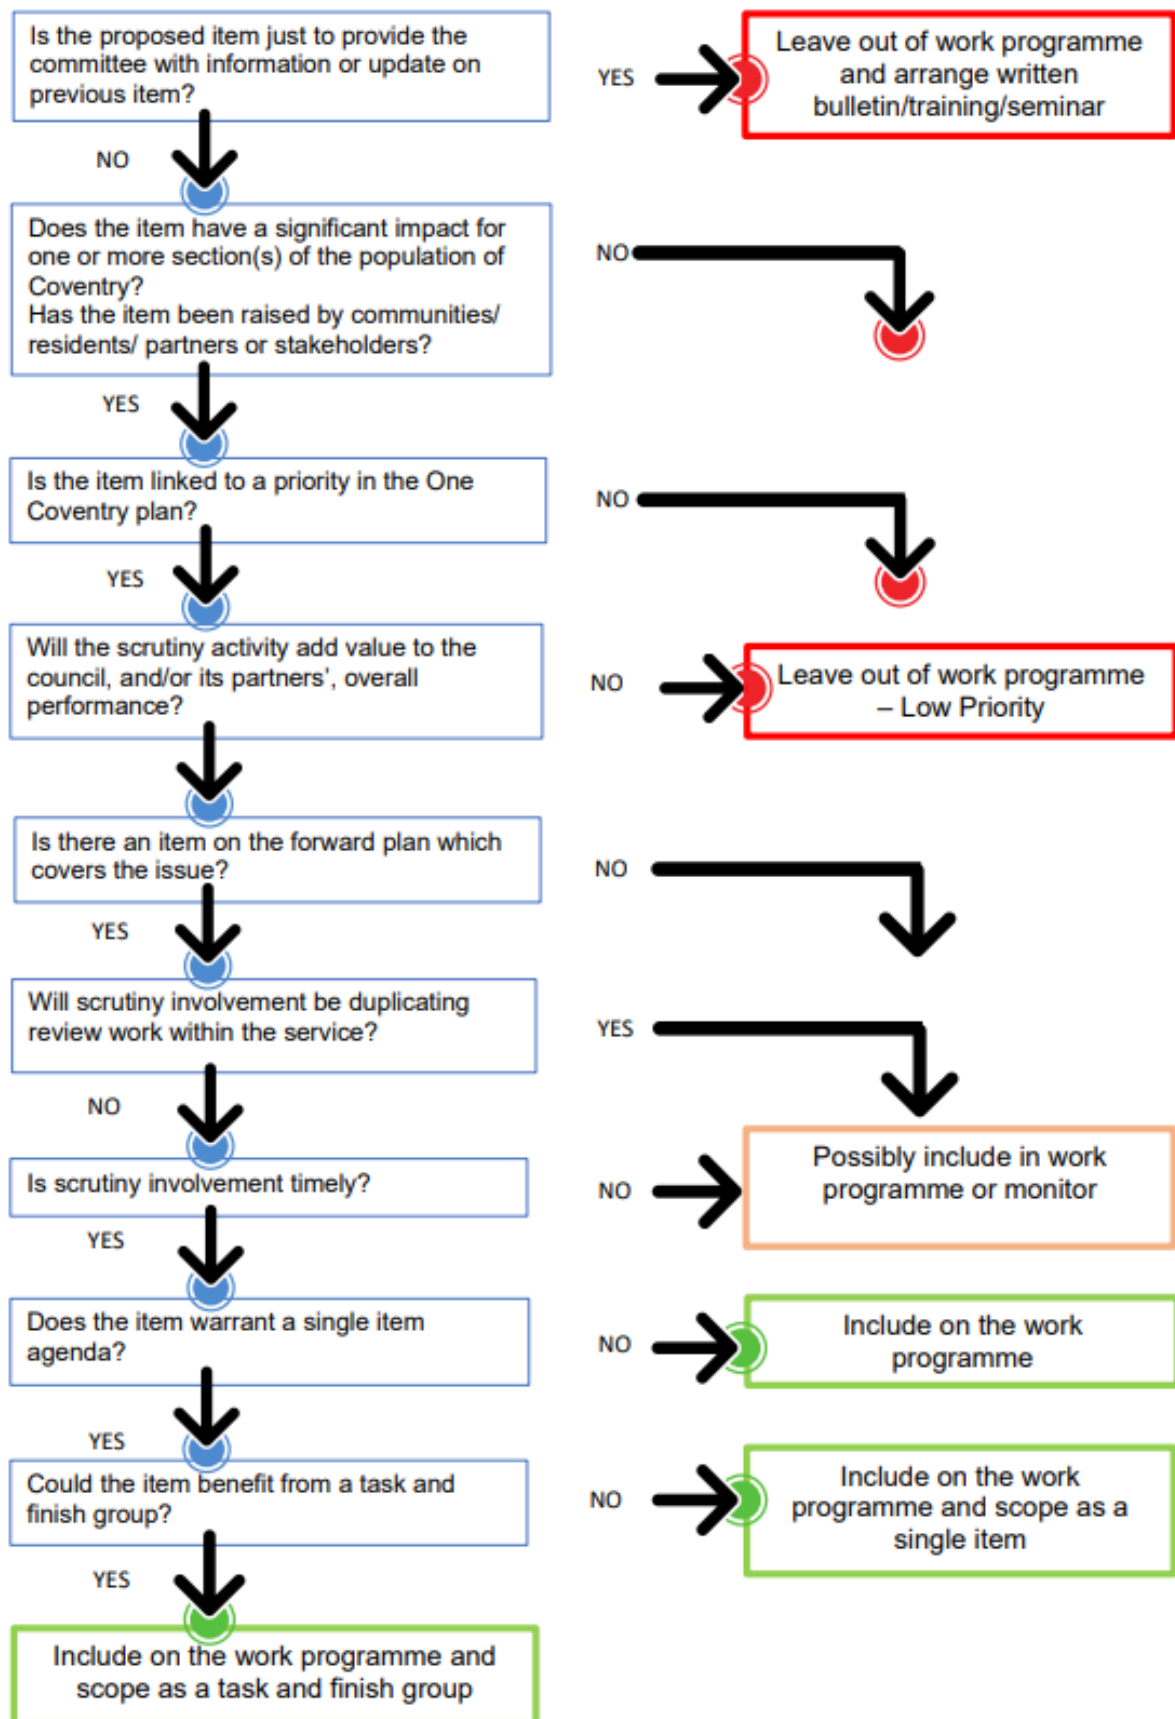 Is the proposed item just to provide the
committee with information or update on
previous item?
YES
Leave out of work programme
and arrange written
bulletin/training/seminar
NO
Does the item have a significant impact for
one or more section(s) of the population of
Coventry?
Has the item been raised by communities/
residents/ partners or stakeholders?
NO
YES
Is the item linked to a priority in the One
Coventry plan?
NO
YES
Will the scrutiny activity add value to the
council, and/or its partners’, overall
performance?
NO
Leave out of work programme
– Low Priority
Is there an item on the forward plan which
covers the issue?
NO
YES
Will scrutiny involvement be duplicating
review work within the service?
YES
NO
Is scrutiny involvement timely?
NO
Possibly include in work
programme or monitor
YES
Does the item warrant a single item
agenda?
NO
Include on the work
programme
YES
Could the item benefit from a task and
finish group?
NO
Include on the work
programme and scope as a
single item
YES
Include on the work programme and
scope as a task and finish group